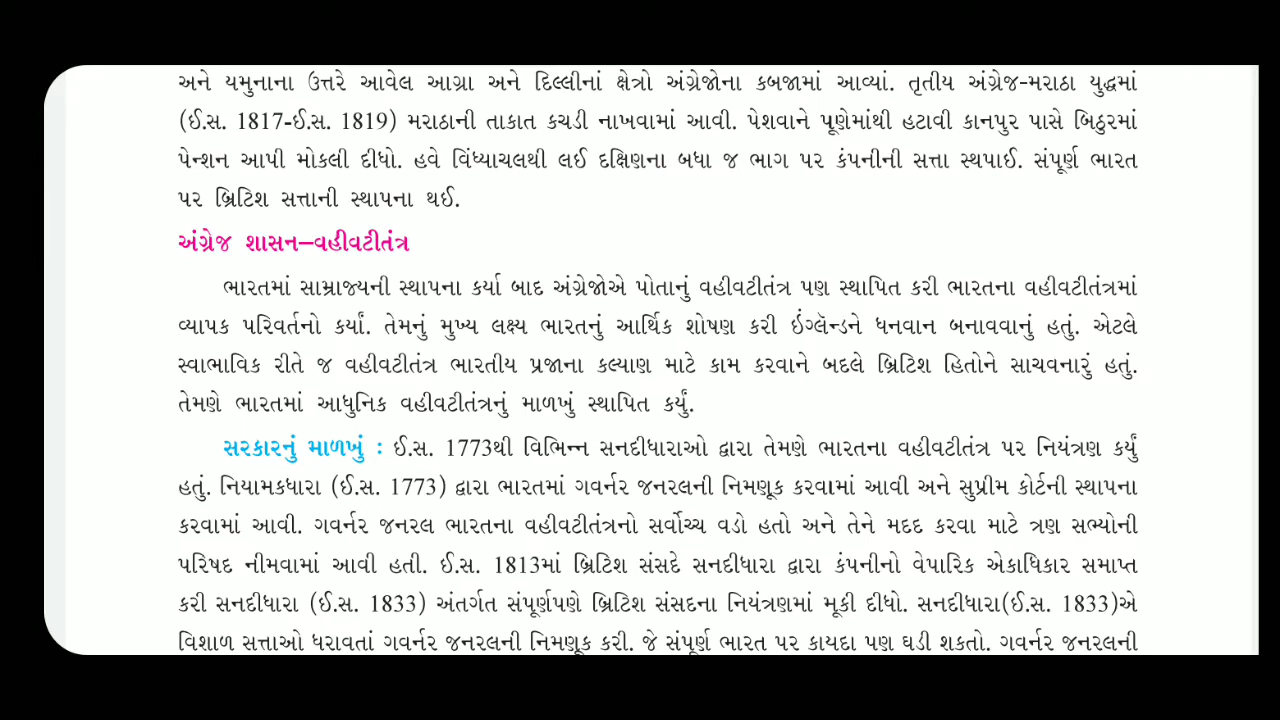 અને યમુનાના ઉત્તરે આવેલ આગ્રા અને દિલ્લીનાં ક્ષેત્રો અંગ્રેજોના કબજામાં આવ્યાં. તૃતીય અંગ્રેજ-મરાઠા યુદ્ધમાં
(ઈ.સ. 1817-ઈ.સ. 1819) મરાઠાની તાકાત કચડી નાખવામાં આવી. પેશવાને પૂણેમાંથી હટાવી કાનપુર પાસે બિઠુરમાં
પેન્શન આપી મોકલી દીધો. હવે વિંધ્યાચલથી લઈ દક્ષિણના બધા જ ભાગ પર કંપનીની સત્તા સ્થપાઈ. સંપૂર્ણ ભારત
પર બ્રિટિશ સત્તાની સ્થાપના થઈ.
અંગ્રેજ શાસન–વહીવટીતંત્ર
ભારતમાં સામ્રાજ્યની સ્થાપના કર્યા બાદ અંગ્રેજોએ પોતાનું વહીવટીતંત્ર પણ સ્થાપિત કરી ભારતના વહીવટીતંત્રમાં
વ્યાપક પરિવર્તનો કર્યાં. તેમનું મુખ્ય લક્ષ્ય ભારતનું આર્થિક શોષણ કરી ઇંગ્લૅન્ડને ધનવાન બનાવવાનું હતું. એટલે
સ્વાભાવિક રીતે જ વહીવટીતંત્ર ભારતીય પ્રજાના કલ્યાણ માટે કામ કરવાને બદલે બ્રિટિશ હિતોને સાચવનારું હતું.
તેમણે ભારતમાં આધુનિક વહીવટીતંત્રનું માળખું સ્થાપિત કર્યું.
સરકારનું માળખું : ઈ.સ. 1773થી વિભિન્ન સનદીધારાઓ દ્વારા તેમણે ભારતના વહીવટીતંત્ર પર નિયંત્રણ કર્યું
હતું. નિયામકધારા (ઈ.સ. 1773) દ્વારા ભારતમાં ગવર્નર જનરલની નિમણૂક કરવામાં આવી અને સુપ્રીમ કોર્ટની સ્થાપના
કરવામાં આવી. ગવર્નર જનરલ ભારતના વહીવટીતંત્રનો સર્વોચ્ચ વડો હતો અને તેને મદદ કરવા માટે ત્રણ સભ્યોની
પરિષદ નીમવામાં આવી હતી. ઈ.સ. 1813માં બ્રિટિશ સંસદે સનદીધારા દ્વારા કંપનીનો વેપારિક એકાધિકાર સમાપ્ત
કરી સનદીધારા (ઈ.સ. 1833) અંતર્ગત સંપૂર્ણપણે બ્રિટિશ સંસદના નિયંત્રણમાં મૂકી દીધો. સનદીધારા(ઈ.સ. 1833)એ
વિશાળ સત્તાઓ ધરાવતાં ગવર્નર જનરલની નિમણૂક કરી. જે સંપૂર્ણ ભારત પર કાયદા પણ ઘડી શકતો. ગવર્નર જનરલની